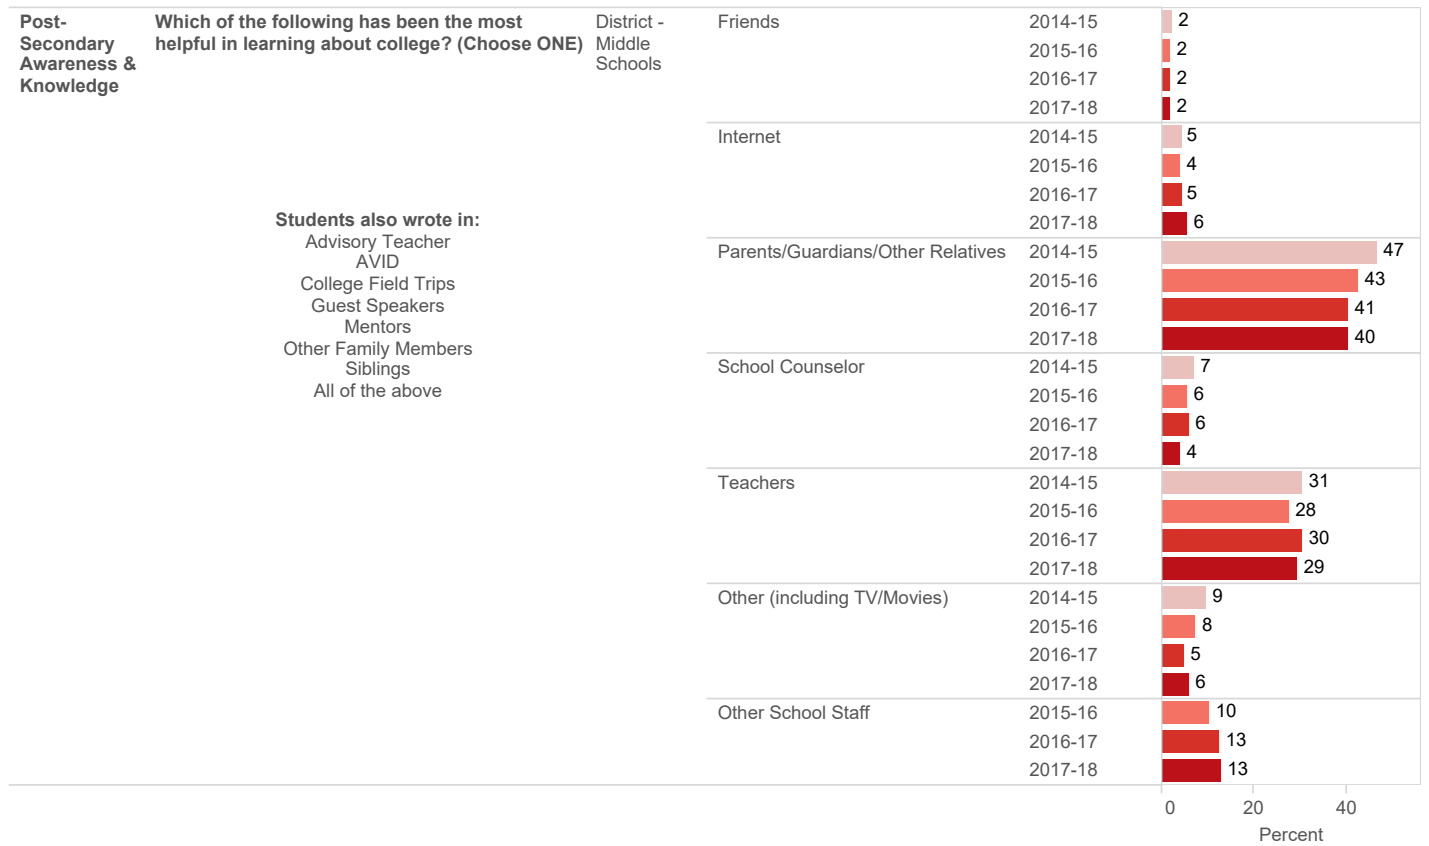 Post-
Secondary
Awareness &
Knowledge
Which of the following has been the most
helpful in learning about college? (Choose ONE)
District -
Middle
Schools
Students also wrote in:
Advisory Teacher
AVID
College Field Trips
Guest Speakers
Mentors
Other Family Members
Siblings
All of the above
Friends 2014-15 2
2015-16 2
2016-17 2
2017-18 2
Internet 2014-15 5
2015-16 4
2016-17 5
2017-18 6
Parents/Guardians/Other Relatives 2014-15 47
2015-16 43
2016-17 41
2017-18 40
School Counselor 2014-15 7
2015-16 6
2016-17 6
2017-18 4
Teachers 2014-15 31
2015-16 28
2016-17 30
2017-18 29
Other (including TV/Movies) 2014-15 9
2015-16 8
2016-17 5
2017-18 6
Other School Staff 2015-16 10
2016-17 13
2017-18 13
0 20 40
Percent